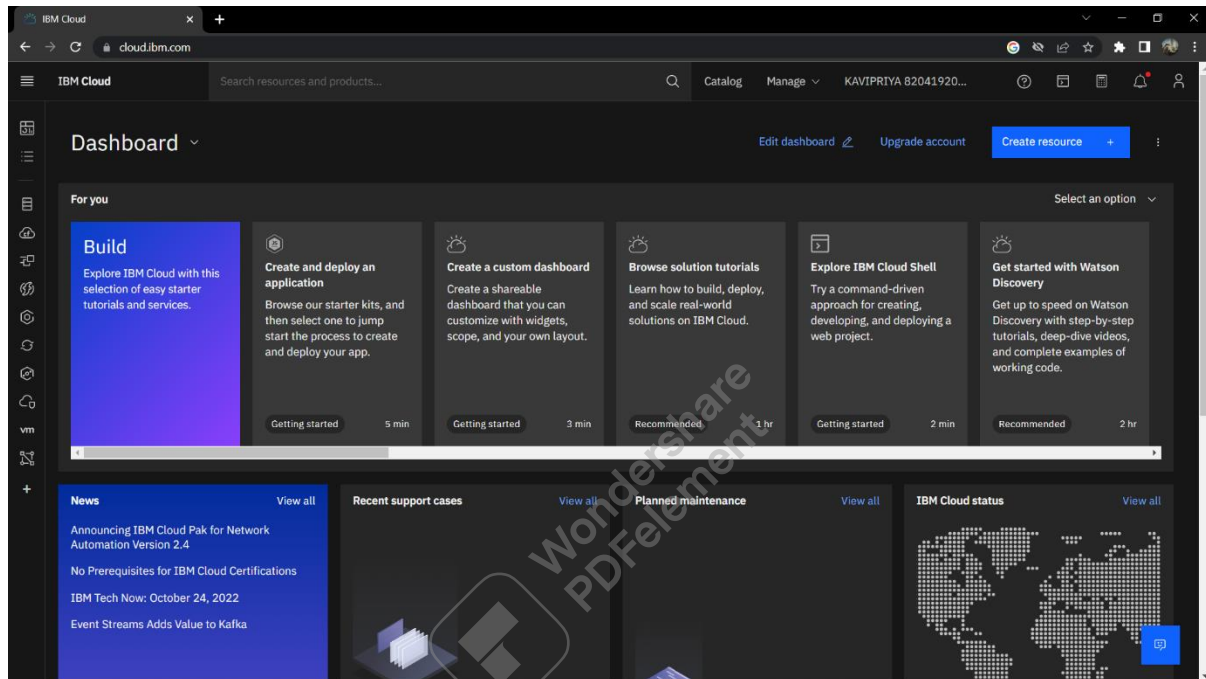 IBM Cloud
cloud.ibm.com
IBM Cloud
Search resources and products...
Catalog
Manage
KAVIPRIYA 82041920...
Dashboard
Edit dashboard
Upgrade account
Create resource +
For you
Select an option
Build
Explore IBM Cloud with this
selection of easy starter
tutorials and services.
Create and deploy an
application
Browse our starter kits, and
then select one to jump
start the process to create
and deploy your app.
Getting started 5 min
Create a custom dashboard
Create a shareable
dashboard that you can
customize with widgets,
scope, and your own layout.
Getting started 3 min
Browse solution tutorials
Learn how to build, deploy,
and scale real-world
solutions on IBM Cloud.
Recommended 1 hr
Explore IBM Cloud Shell
Try a command-driven
approach for creating,
developing, and deploying a
web project.
Getting started 2 min
Get started with Watson
Discovery
Get up to speed on Watson
Discovery with step-by-step
tutorials, deep-dive videos,
and complete examples of
working code.
Recommended 2 hr
vm
News View all
Announcing IBM Cloud Pak for Network
Automation Version 2.4
No Prerequisites for IBM Cloud Certifications
IBM Tech Now: October 24, 2022
Event Streams Adds Value to Kafka
Recent support cases View all
Planned maintenance View all
IBM Cloud status View all
Wondershare
PDFelement